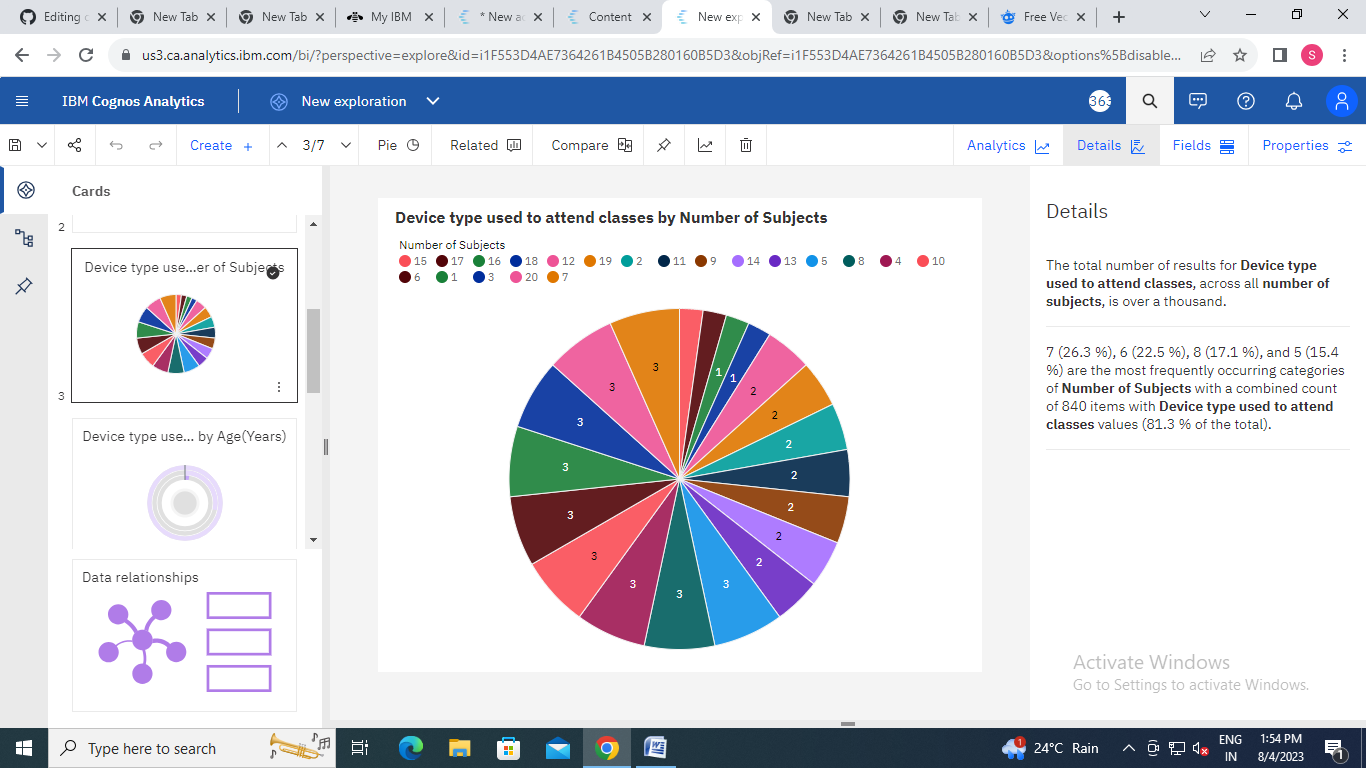 Editing c
New Tab
New Tab
My IBM
* New ac
Content
New exp
New Tab
New Tab
Free Vec
us3.ca.analytics.ibm.com/bi/?perspective=explore&id=i1F553D4AE7364261B4505B280160B5D3&objRef=i1F553D4AE7364261B4505B280160B5D3&options%5Bdisable...
S
IBM Cognos Analytics
New exploration
363
Create +
3/7
Pie
Related
Compare
Analytics
Details
Fields
Properties
Cards
2
Device type use...er of Subjects
3
Device type use... by Age(Years)
Data relationships
Device type used to attend classes by Number of Subjects
Number of Subjects
15 17 16 18 12 19 2 11 9 14 13 5 8 4 10
6 1 3 20 7
3
1
1
2
2
2
2
2
2
2
3
3
3
3
3
3
3
3
Details
The total number of results for Device type
used to attend classes, across all number of
subjects, is over a thousand.
7 (26.3 %), 6 (22.5 %), 8 (17.1 %), and 5 (15.4
%) are the most frequently occurring categories
of Number of Subjects with a combined count
of 840 items with Device type used to attend
classes values (81.3 % of the total).
Activate Windows
Go to Settings to activate Windows.
Type here to search
1
24°C Rain
ENG
IN
1:54 PM
8/4/2023
1